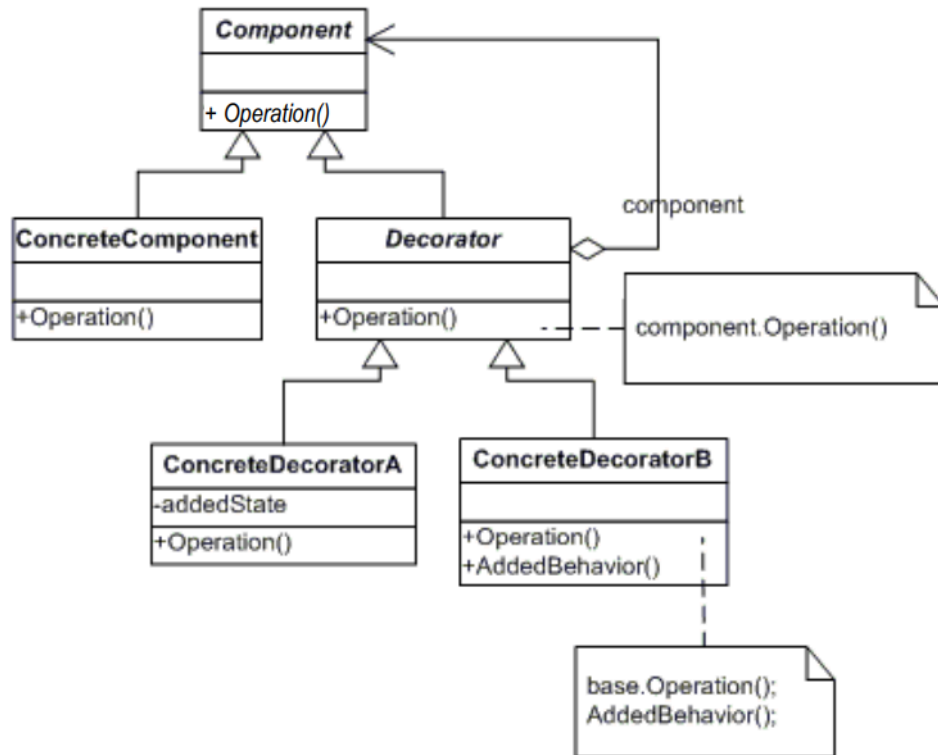 Component
+ Operation()
component
ConcreteComponent
+Operation()
Decorator
+Operation()
component.Operation()
ConcreteDecoratorA
-addedState
+Operation()
ConcreteDecoratorB
+Operation()
+AddedBehavior()
base.Operation();
AddedBehavior();